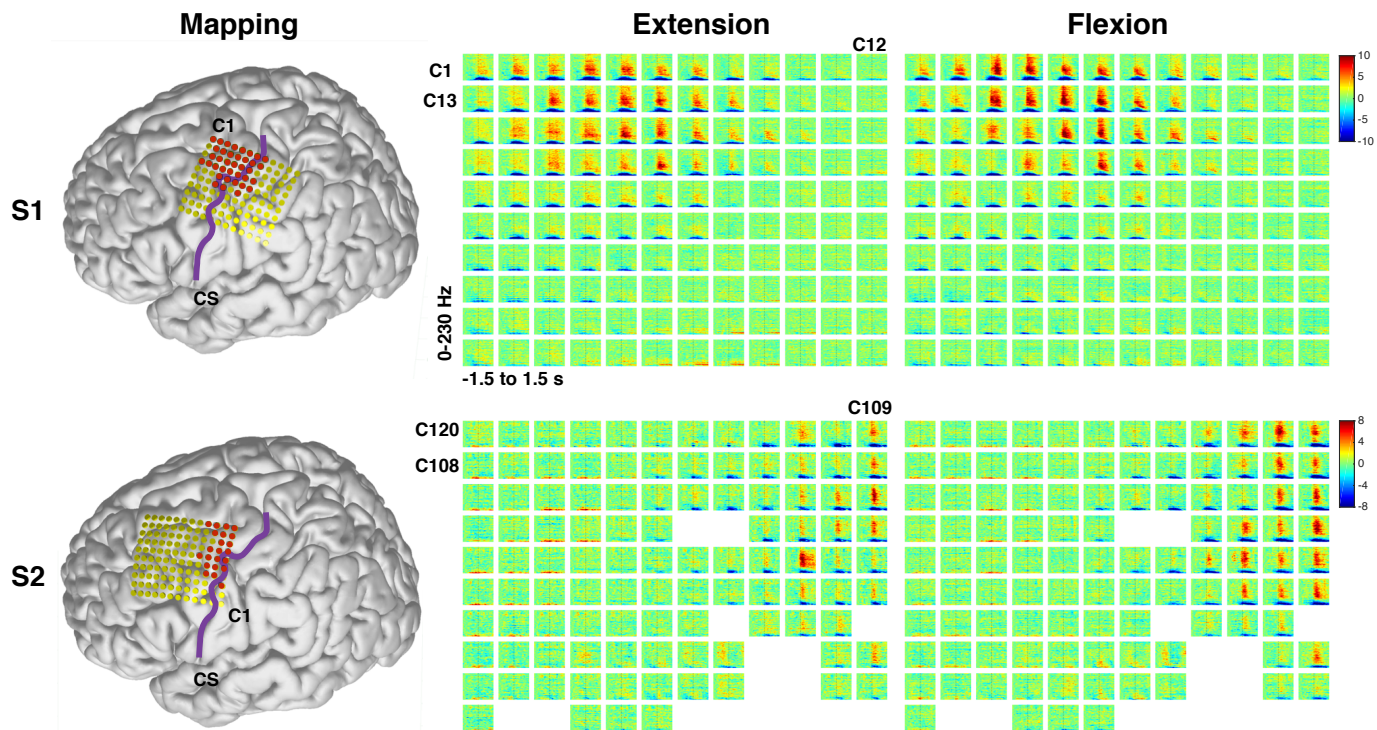 Mapping
Extension
Flexion
C12
C1
C13
10
5
0
-5
-10
C1
S1
CS
0-230 Hz
-1.5 to 1.5 s
C109
C120
C108
8
4
0
-4
-8
S2
C1
CS